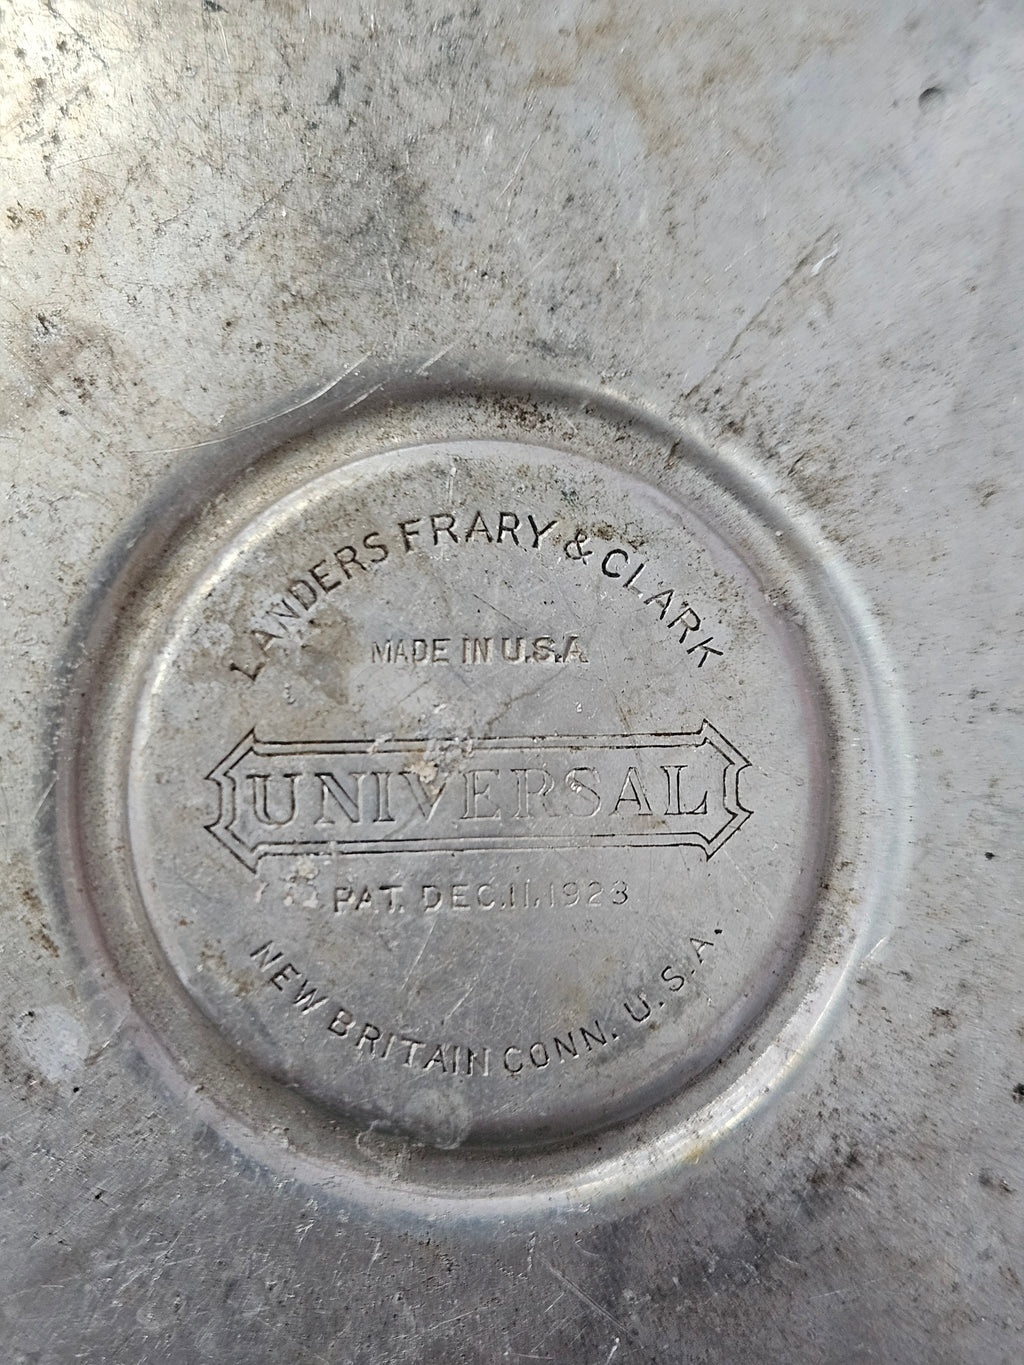 LANDERS FRARY & CLARK
MADE IN U.S.A.
UNIVERSAL
PAT. DEC.11.1923
NEW BRITAIN CONN. U.S.A.